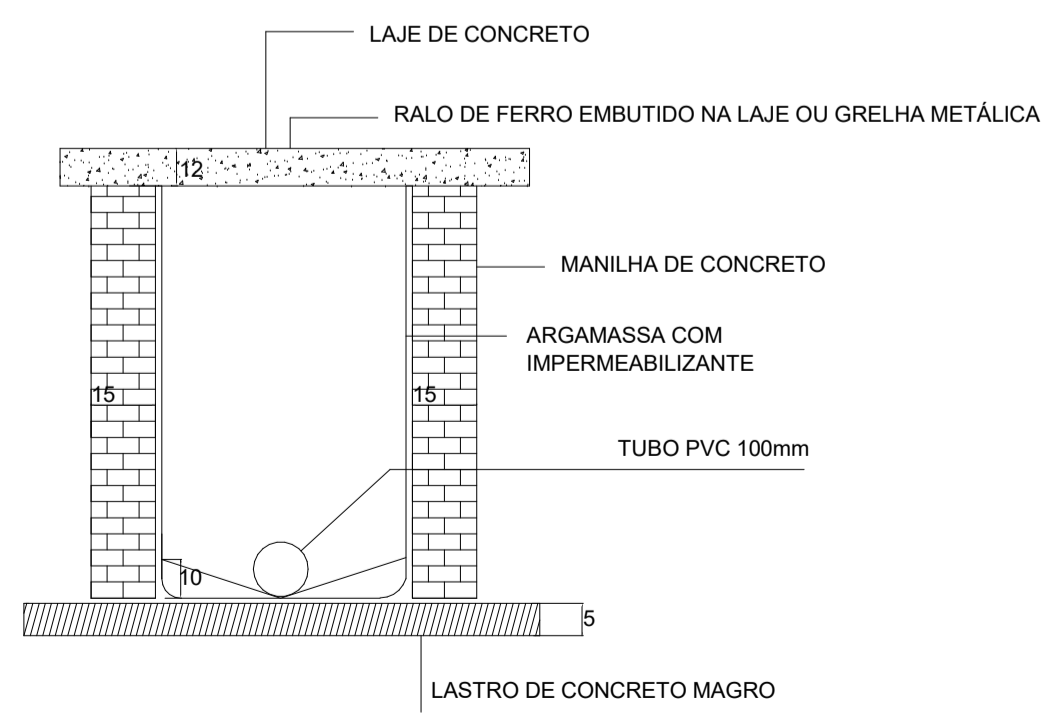 LAJE DE CONCRETO
RALO DE FERRO EMBUTIDO NA LAJE OU GRELHA METÁLICA
12
MANILHA DE CONCRETO
ARGAMASSA COM
IMPERMEABILIZANTE
15
15
TUBO PVC 100mm
10
5
LASTRO DE CONCRETO MAGRO